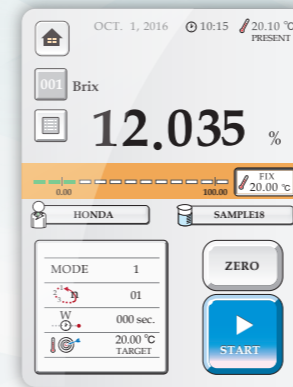 OCT. 1, 2016 10:15 20.10 °C
PRESENT
001 Brix
12.035 %
0.00 100.00
FIX
20.00 °C
HONDA SAMPLE18
MODE 1
n 01
W 000 sec.
20.00 °C
TARGET
ZERO
START